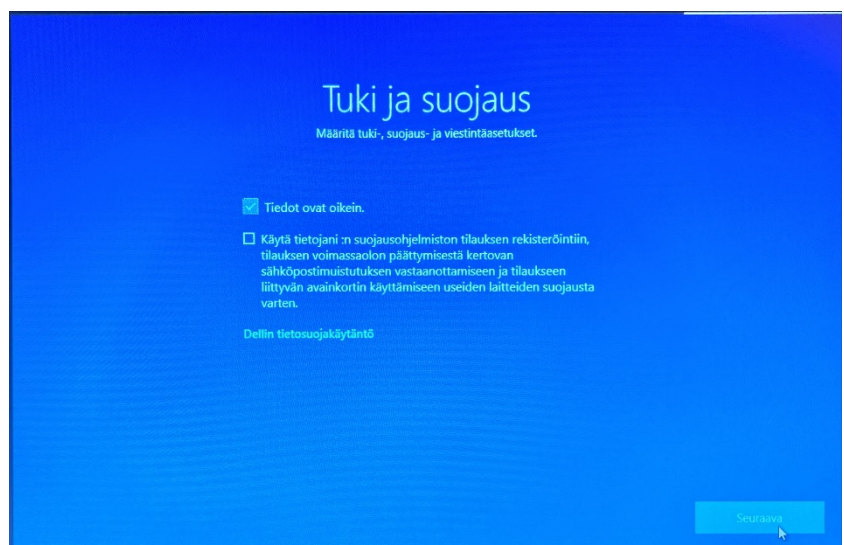 Tuki ja suojaus
Määritä tuki-, suojaus- ja viestintäasetukset.
Tiedot ovat oikein.
Käytä tietojani :n suojausohjelmiston tilauksen rekisteröintiin,
tilauksen voimassaolon päättymisestä kertovan
sähköpostimuistutuksen vastaanottamiseen ja tilaukseen
liittyvän avainkortin käyttämiseen useiden laitteiden suojausta
varten.
Dellin tietosuojakäytäntö
Seuraava